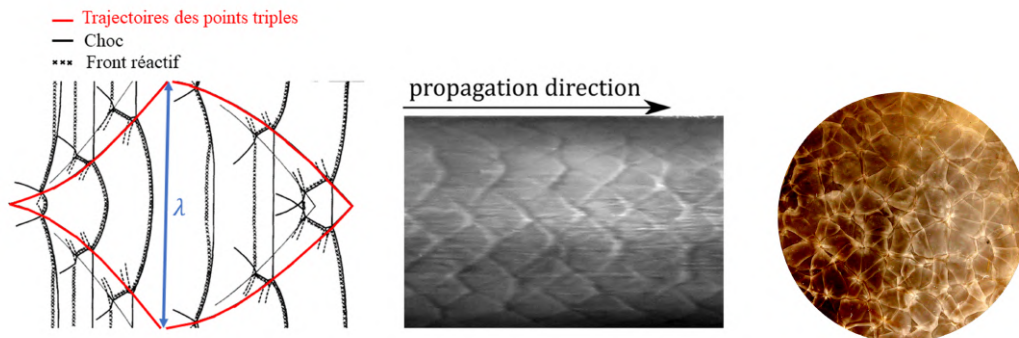 Trajectoires des points triples
Choc
Front réactif
λ
propagation direction